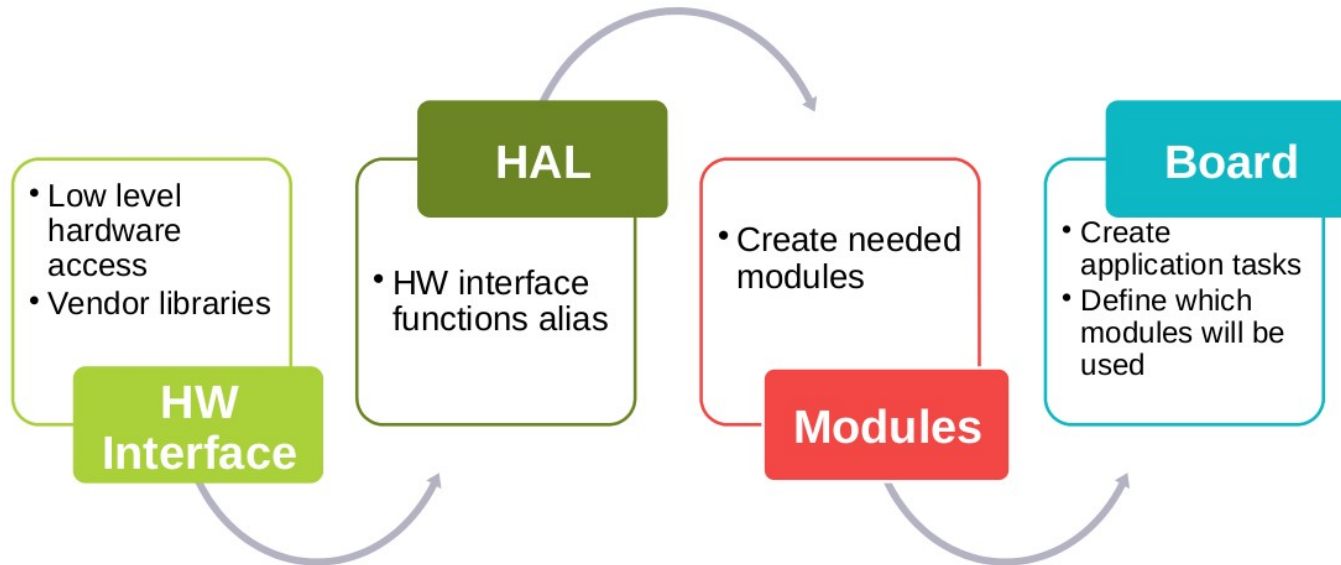 • Low level
hardware
access
• Vendor libraries
HW
Interface
HAL
• HW interface
functions alias
• Create needed
modules
Modules
Board
• Create
application tasks
• Define which
modules will be
used